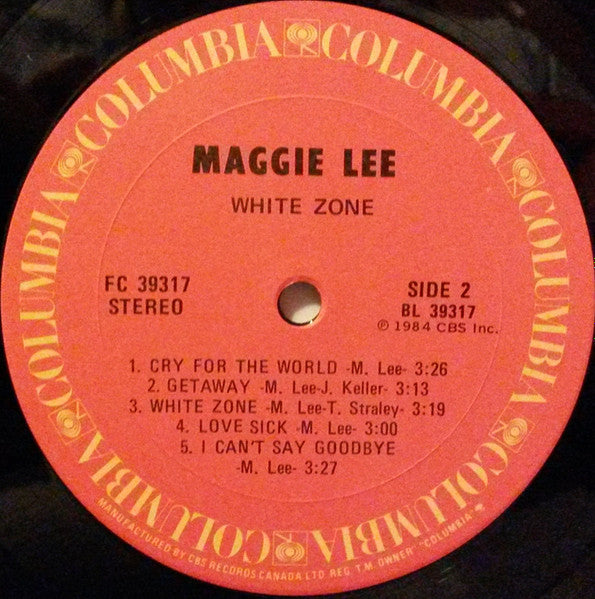 COLUMBIA COLUMBIA COLUMBIA COLUMBIA COLUMBIA COLUMBIA COLUMBIA COLUMBIA
MAGGIE LEE
WHITE ZONE
FC 39317
STEREO
SIDE 2
BL 39317
℗ 1984 CBS Inc.
1. CRY FOR THE WORLD -M. Lee- 3:26
2. GETAWAY -M. Lee-J. Keller- 3:13
3. WHITE ZONE -M. Lee-T. Straley- 3:19
4. LOVE SICK -M. Lee- 3:00
5. I CAN'T SAY GOODBYE
-M. Lee- 3:27
MANUFACTURED BY CBS RECORDS CANADA LTD REG. T.M. OWNER "COLUMBIA"